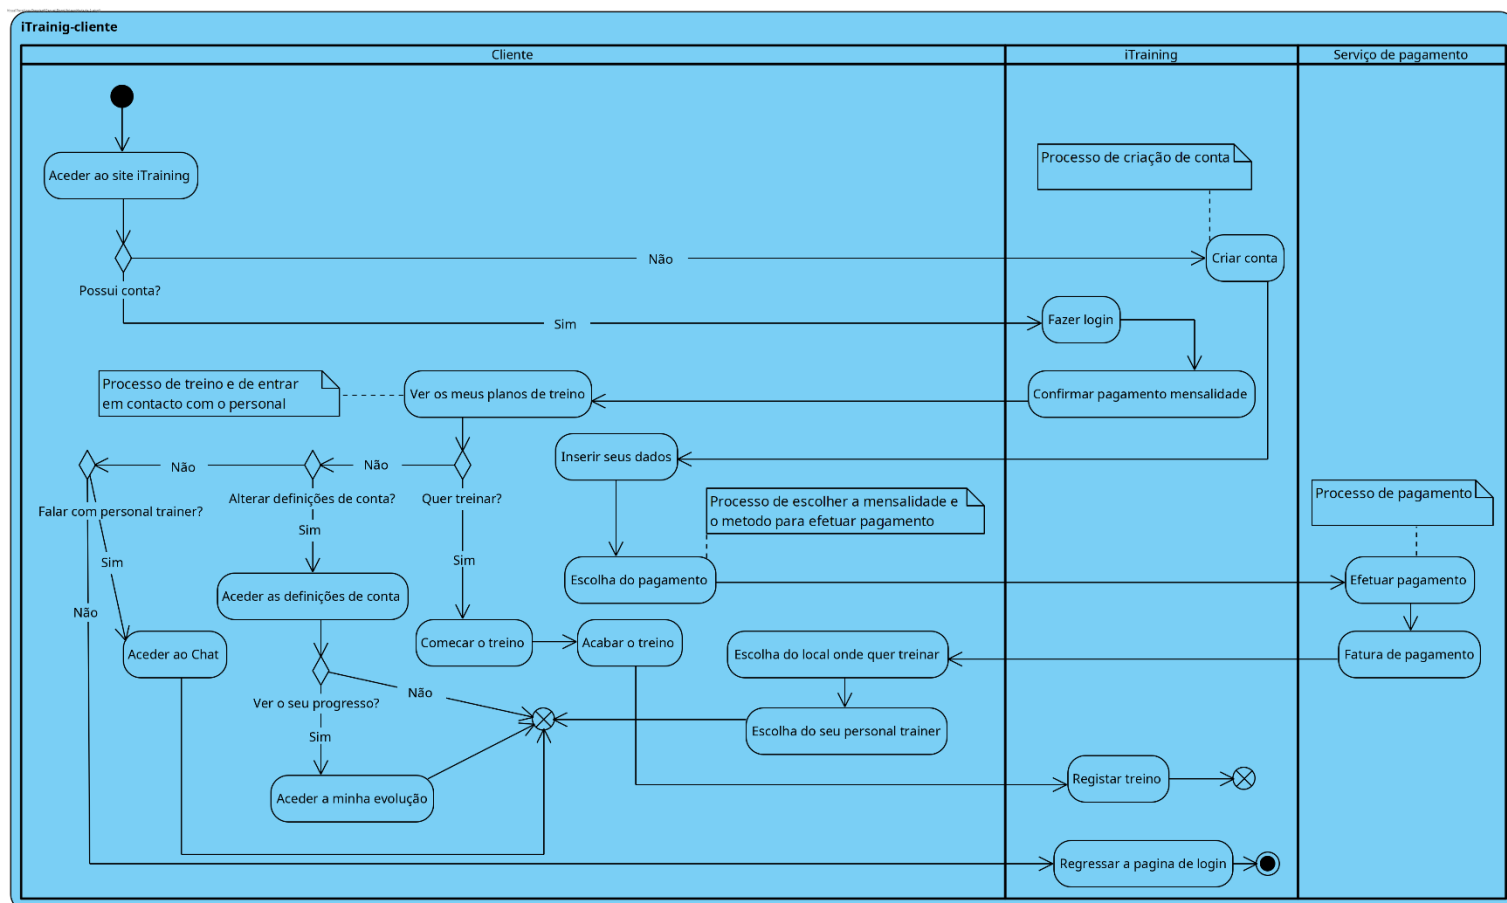 iTrainig-cliente
Cliente
iTraining
Serviço de pagamento
Aceder ao site iTraining
Processo de criação de conta
Não
Criar conta
Possui conta?
Sim
Fazer login
Processo de treino e de entrar
em contacto com o personal
Ver os meus planos de treino
Confirmar pagamento mensalidade
Inserir seus dados
Não
Não
Falar com personal trainer?
Alterar definições de conta?
Quer treinar?
Processo de escolher a mensalidade e
o metodo para efetuar pagamento
Processo de pagamento
Sim
Sim
Sim
Escolha do pagamento
Efetuar pagamento
Aceder as definições de conta
Não
Aceder ao Chat
Comecar o treino
Acabar o treino
Escolha do local onde quer treinar
Fatura de pagamento
Não
Ver o seu progresso?
Sim
Escolha do seu personal trainer
Aceder a minha evolução
Registar treino
Regressar a pagina de login